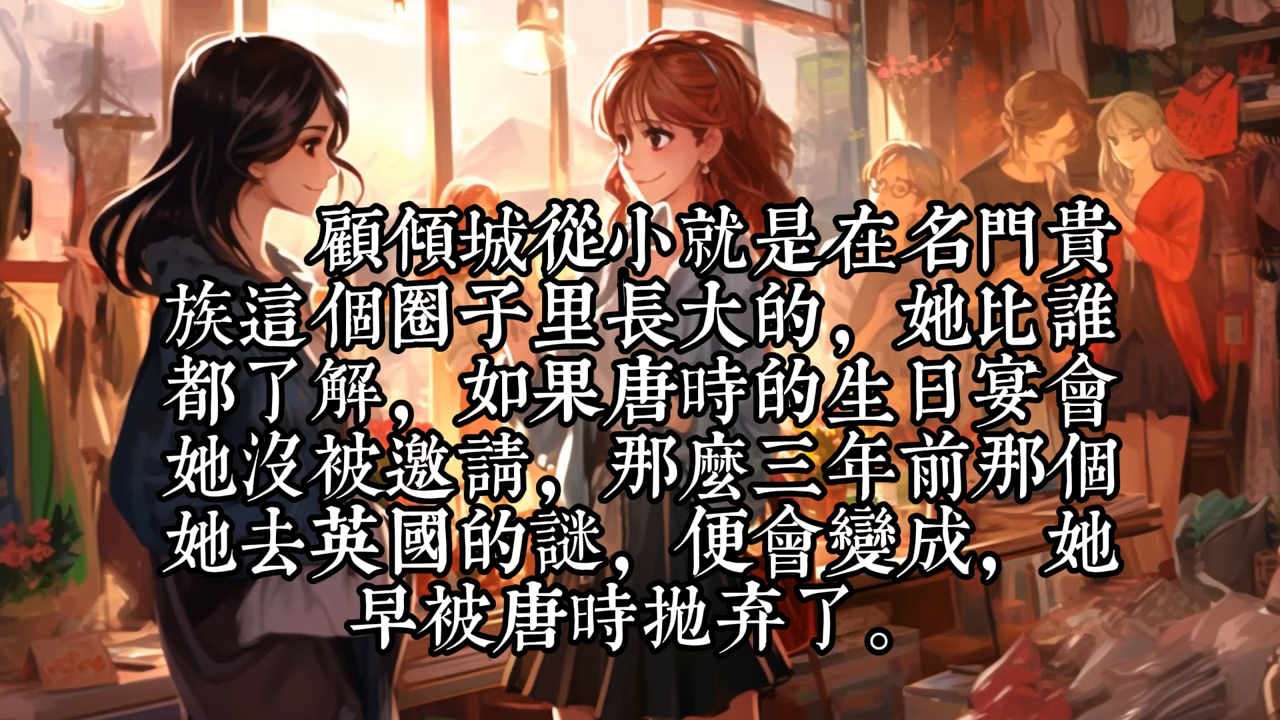 顧傾城從小就是在名門貴
族這個圈子里長大的，她比誰
都了解，如果唐時的生日宴會
她沒被邀請，那麼三年前那個
她去英國的謎，便會變成，她
早被唐時拋弃了。